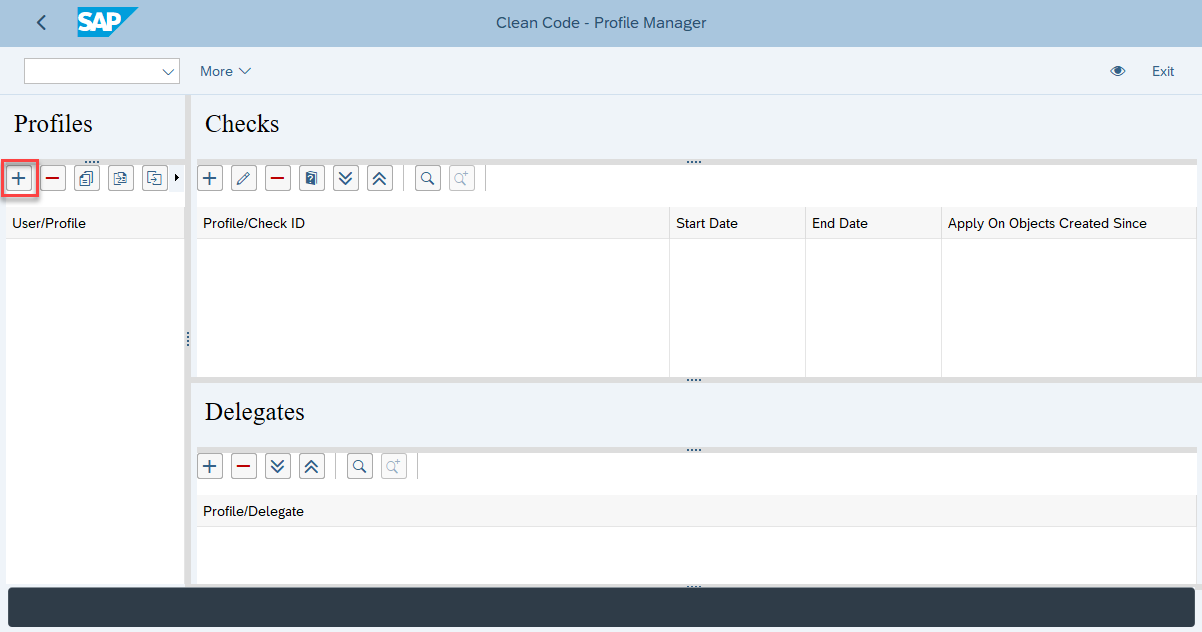 SAP
Clean Code - Profile Manager
More
Exit
Profiles
Checks
User/Profile
Profile/Check ID
Start Date
End Date
Apply On Objects Created Since
Delegates
Profile/Delegate